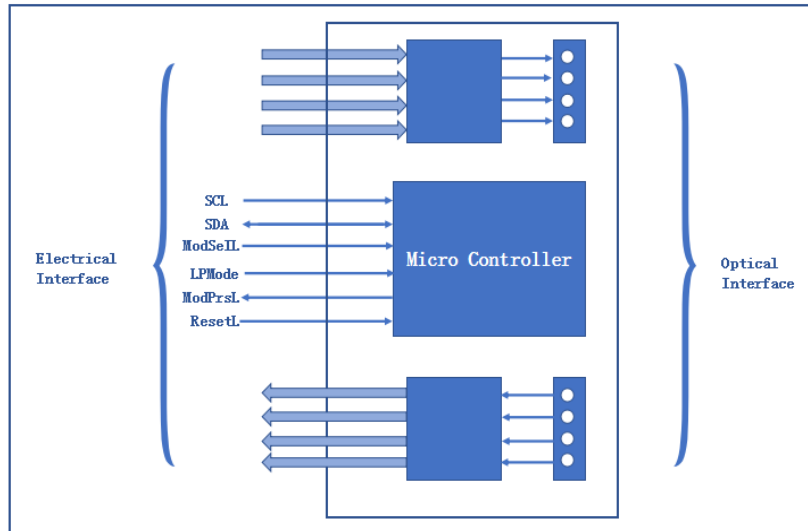 SCL
SDA
ModSelL
Electrical
Interface
LPMode
ModPrsL
ResetL
Micro Controller
Optical
Interface